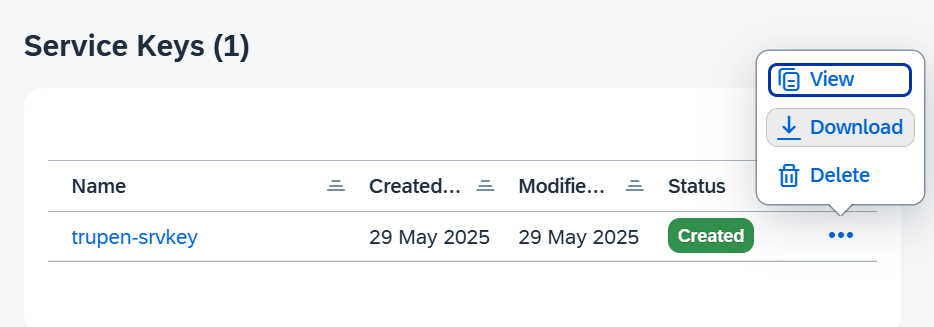 Service Keys (1)
View
Download
Delete
Name Created... Modifie... Status
trupen-srvkey 29 May 2025 29 May 2025 Created